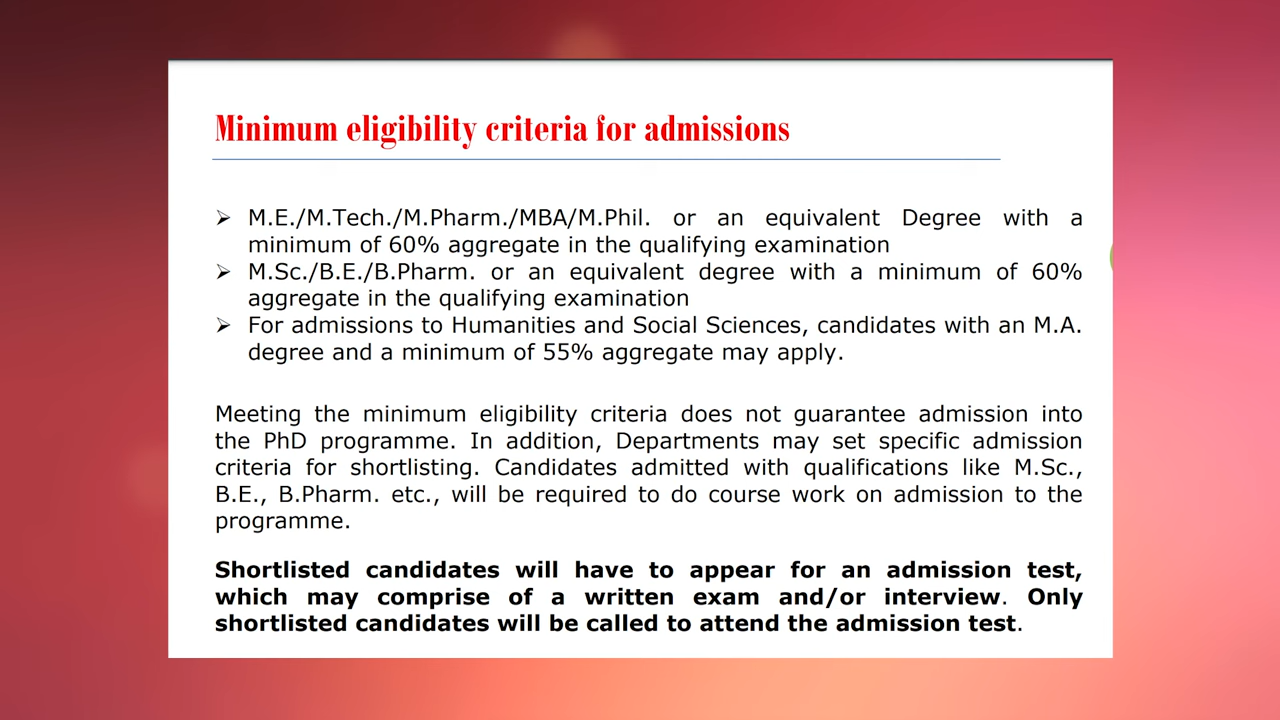 Minimum eligibility criteria for admissions
➢ M.E./M.Tech./M.Pharm./MBA/M.Phil. or an equivalent Degree with a
minimum of 60% aggregate in the qualifying examination
➢ M.Sc./B.E./B.Pharm. or an equivalent degree with a minimum of 60%
aggregate in the qualifying examination
➢ For admissions to Humanities and Social Sciences, candidates with an M.A.
degree and a minimum of 55% aggregate may apply.
Meeting the minimum eligibility criteria does not guarantee admission into
the PhD programme. In addition, Departments may set specific admission
criteria for shortlisting. Candidates admitted with qualifications like M.Sc.,
B.E., B.Pharm. etc., will be required to do course work on admission to the
programme.
Shortlisted candidates will have to appear for an admission test,
which may comprise of a written exam and/or interview. Only
shortlisted candidates will be called to attend the admission test.